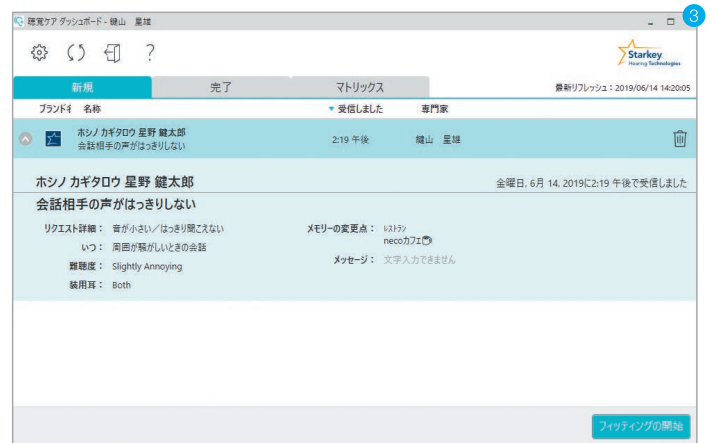 聴覚ケア ダッシュボード - 鍵山　星雄
3
?
Starkey
Hearing Technologies
新規 完了 マトリックス 最新リフレッシュ：2019/06/14 14:20:05
ブランド名 名称 ▼ 受信しました 専門家
ホシノ カギタロウ 星野 鍵太郎
会話相手の声がはっきりしない
2:19 午後 鍵山　星雄
ホシノ カギタロウ 星野 鍵太郎 金曜日, 6月 14, 2019に2:19 午後で受信しました
会話相手の声がはっきりしない
リクエスト詳細： 音が小さい／はっきり聞こえない メモリーの変更点： レストラン
necoカフェ
いつ： 周囲が騒がしいときの会話
メッセージ： 文字入力できません
難聴度： Slightly Annoying
装用耳： Both
フィッティングの開始